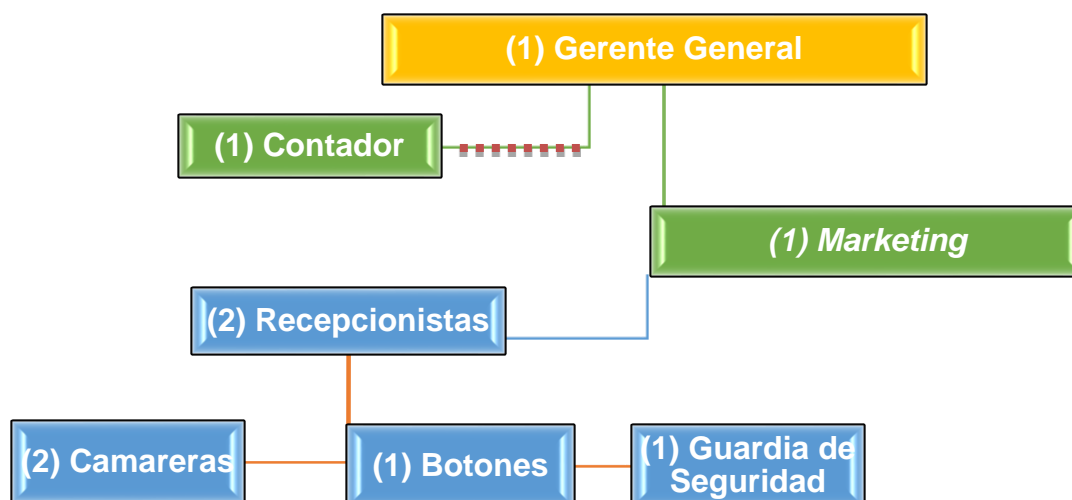 (1) Gerente General
(1) Contador
(1) Marketing
(2) Recepcionistas
(2) Camareras
(1) Botones
(1) Guardia de
Seguridad